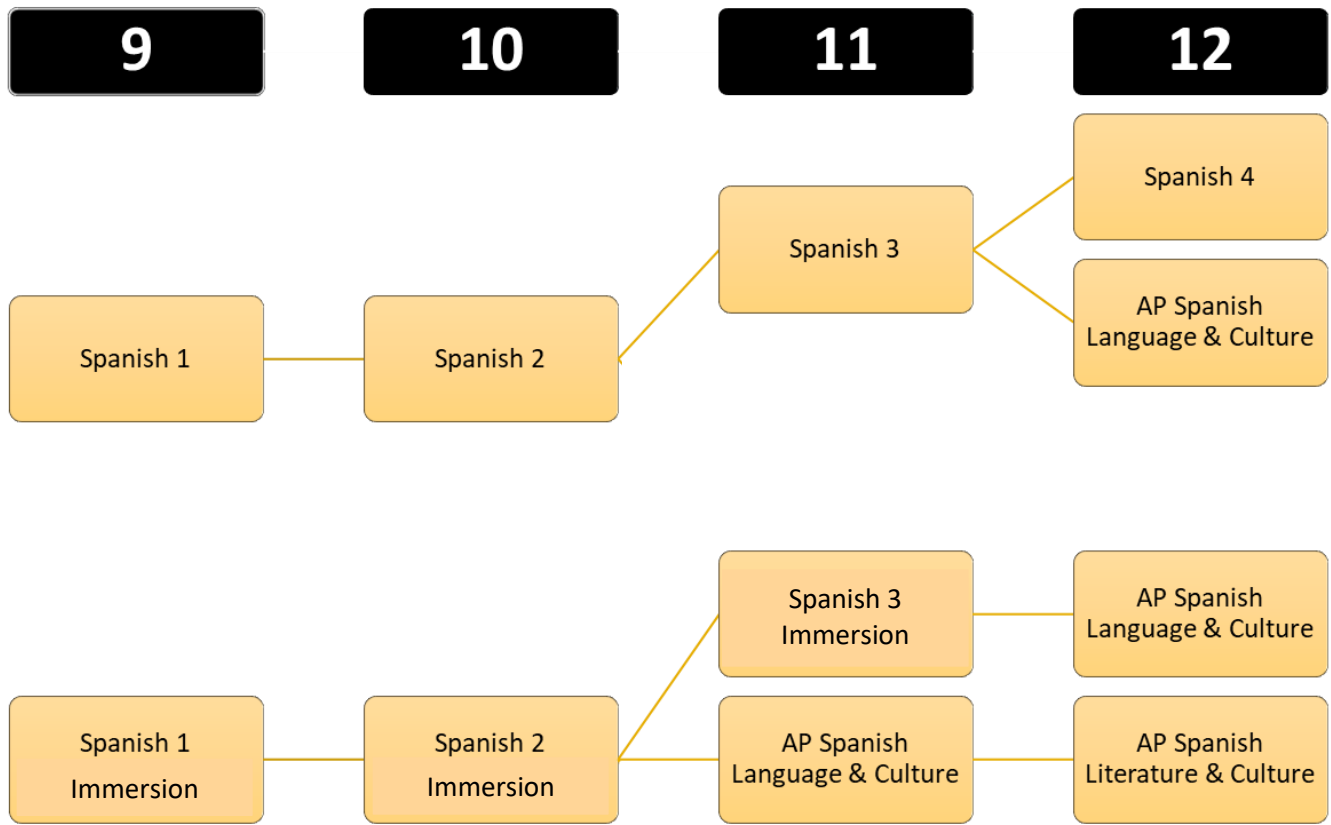 9
10
11
12
Spanish 1
Spanish 2
Spanish 3
Spanish 4
AP Spanish
Language & Culture
Spanish 1
Immersion
Spanish 2
Immersion
Spanish 3
Immersion
AP Spanish
Language & Culture
AP Spanish
Language & Culture
AP Spanish
Literature & Culture